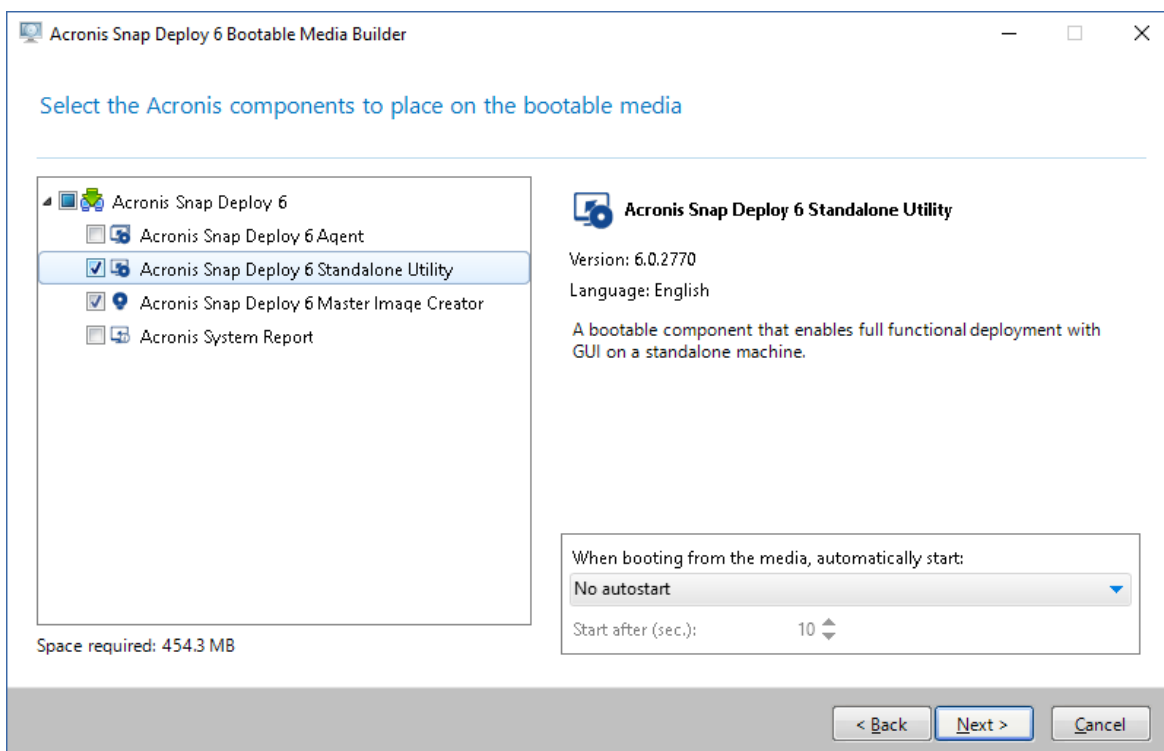 Acronis Snap Deploy 6 Bootable Media Builder
Select the Acronis components to place on the bootable media
Acronis Snap Deploy 6
Acronis Snap Deploy 6 Agent
Acronis Snap Deploy 6 Standalone Utility
Acronis Snap Deploy 6 Master Image Creator
Acronis System Report
Space required: 454.3 MB
Acronis Snap Deploy 6 Standalone Utility
Version: 6.0.2770
Language: English
A bootable component that enables full functional deployment with
GUI on a standalone machine.
When booting from the media, automatically start:
No autostart
Start after (sec.): 10
< Back Next > Cancel